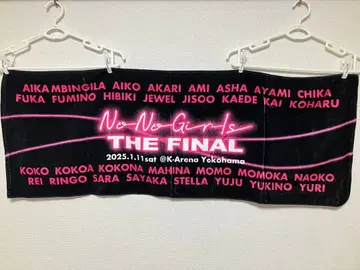 AIKA MBINGILA AIKO AKARI AMI ASHA AYAMI CHIKA
FUKA FUMINO HIBIKI JEWEL JISOO KAEDE KAI KOHARU
No No Girls
THE FINAL
2025.1.11sat @K-Arena Yokohama
KOKO KOKOA KOKONA MAHINA MOMO MOMOKA NAOKO
REI RINGO SARA SAYAKA STELLA YUJU YUKINO YURI